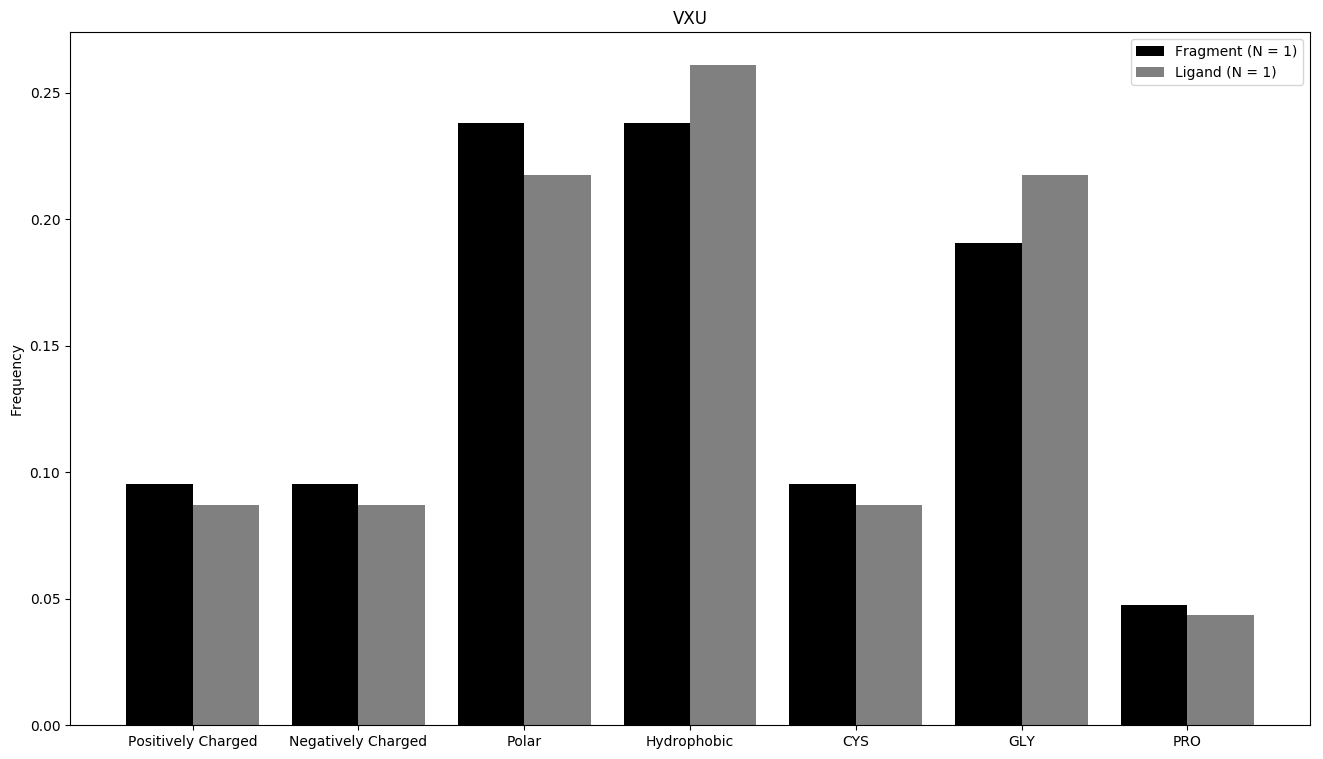 VXU
Fragment (N = 1)
Ligand (N = 1)
Frequency
0.25
0.20
0.15
0.10
0.05
0.00
Positively Charged Negatively Charged Polar Hydrophobic CYS GLY PRO